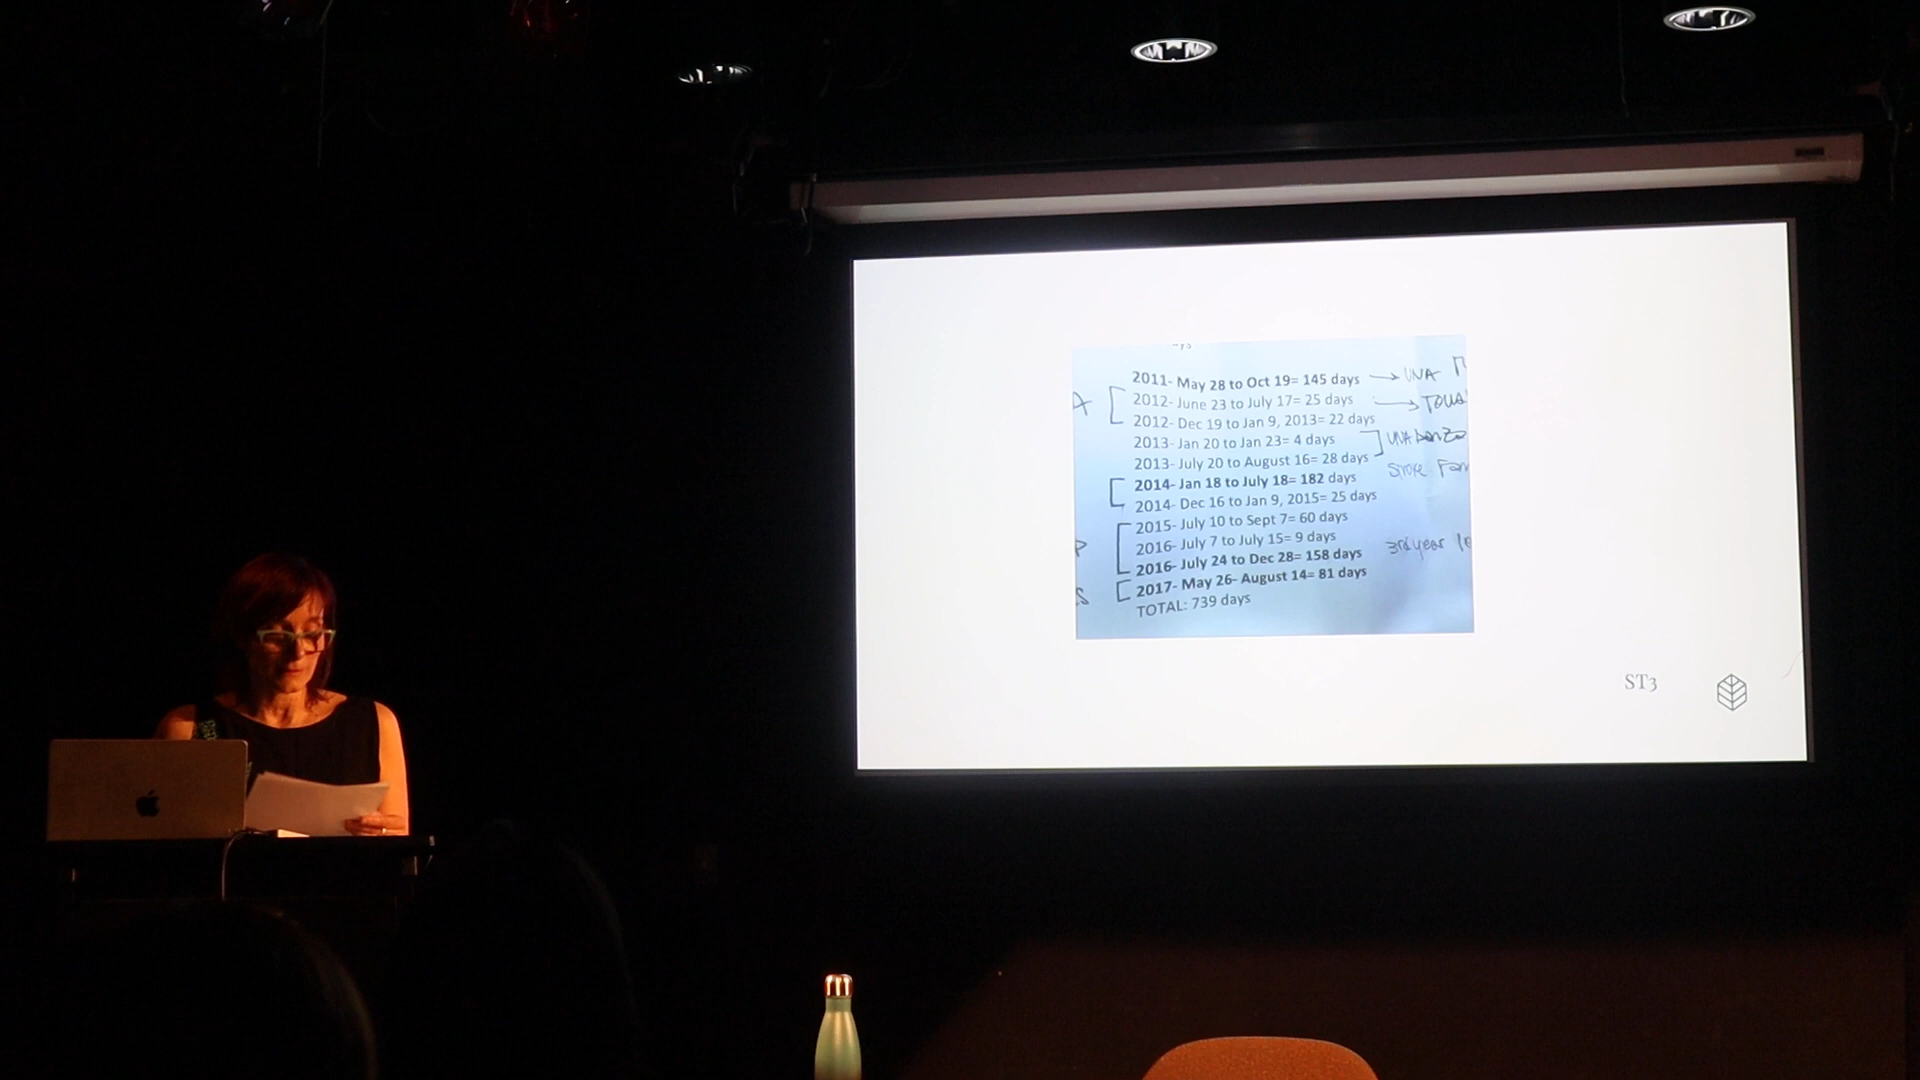 2011- May 28 to Oct 19= 145 days → UNA
2012- June 23 to July 17= 25 days
2012- Dec 19 to Jan 9, 2013= 22 days
2013- Jan 20 to Jan 23= 4 days
2013- July 20 to August 16= 28 days
2014- Jan 18 to July 18= 182 days
2014- Dec 16 to Jan 9, 2015= 25 days
2015- July 10 to Sept 7= 60 days
2016- July 7 to July 15= 9 days
3rd year
2016- July 24 to Dec 28= 158 days
2017- May 26- August 14= 81 days
TOTAL: 739 days
ST3